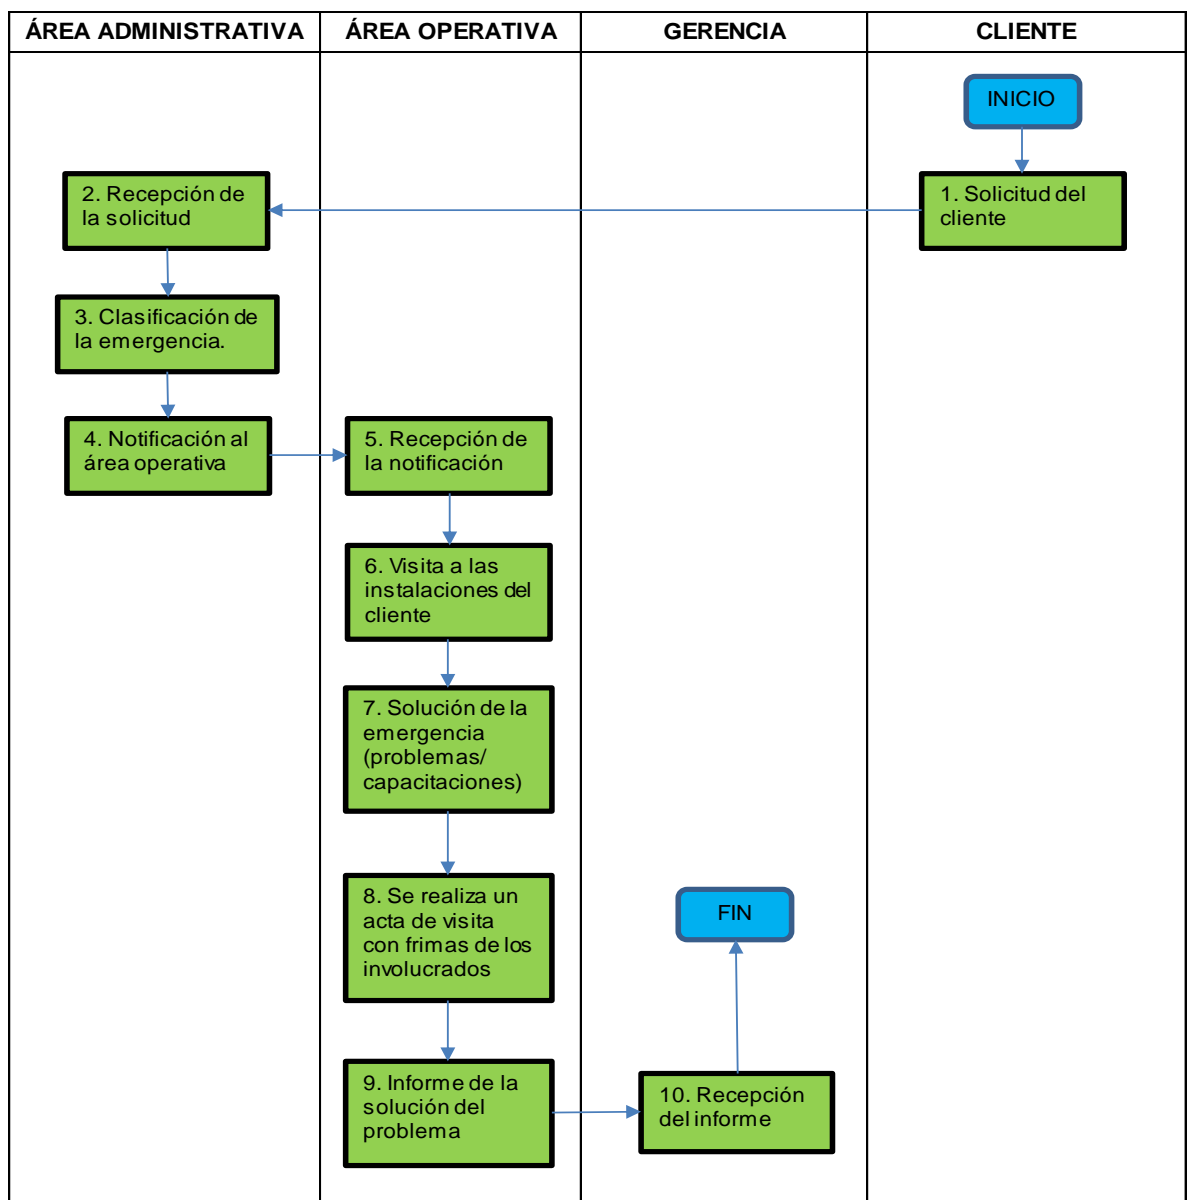 ÁREA ADMINISTRATIVA
ÁREA OPERATIVA
GERENCIA
CLIENTE
INICIO
1. Solicitud del
cliente
2. Recepción de
la solicitud
3. Clasificación de
la emergencia.
4. Notificación al
área operativa
5. Recepción de
la notificación
6. Visita a las
instalaciones del
cliente
7. Solución de la
emergencia
(problemas/
capacitaciones)
8. Se realiza un
acta de visita
con frimas de los
involucrados
9. Informe de la
solución del
problema
10. Recepción
del informe
FIN